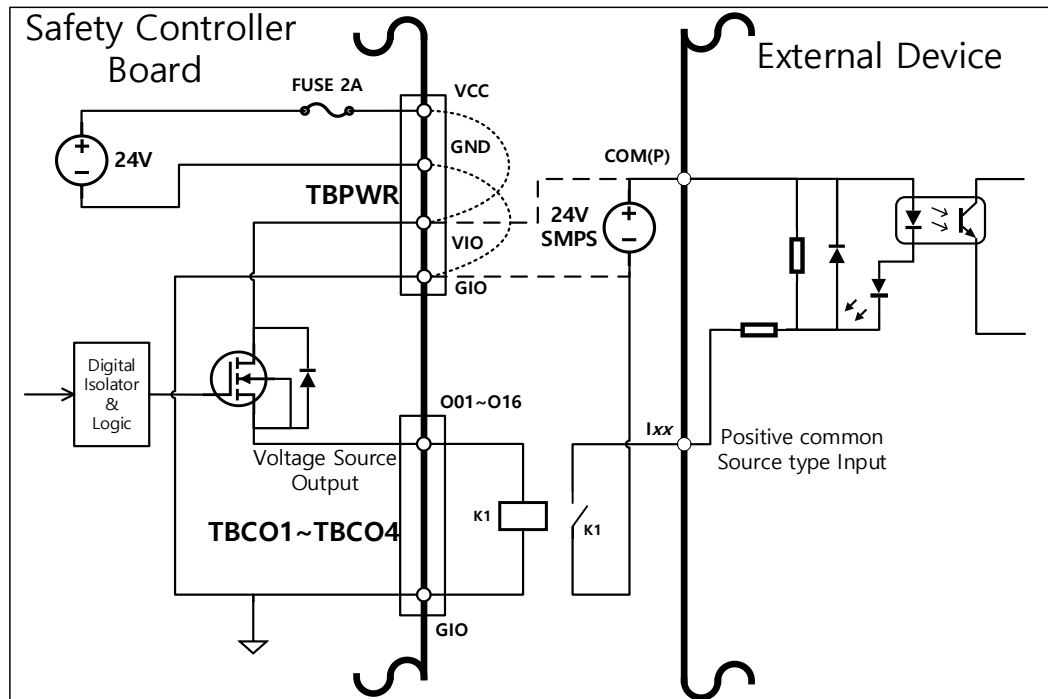 Safety Controller
Board
External Device
FUSE 2A
VCC
+
24V
−
GND
TBPWR
COM(P)
+
24V
SMPS
−
VIO
GIO
Digital
Isolator
&
Logic
O01~O16
Voltage Source
Output
Ixx
Positive common
Source type Input
K1
K1
TBCO1~TBCO4
GIO